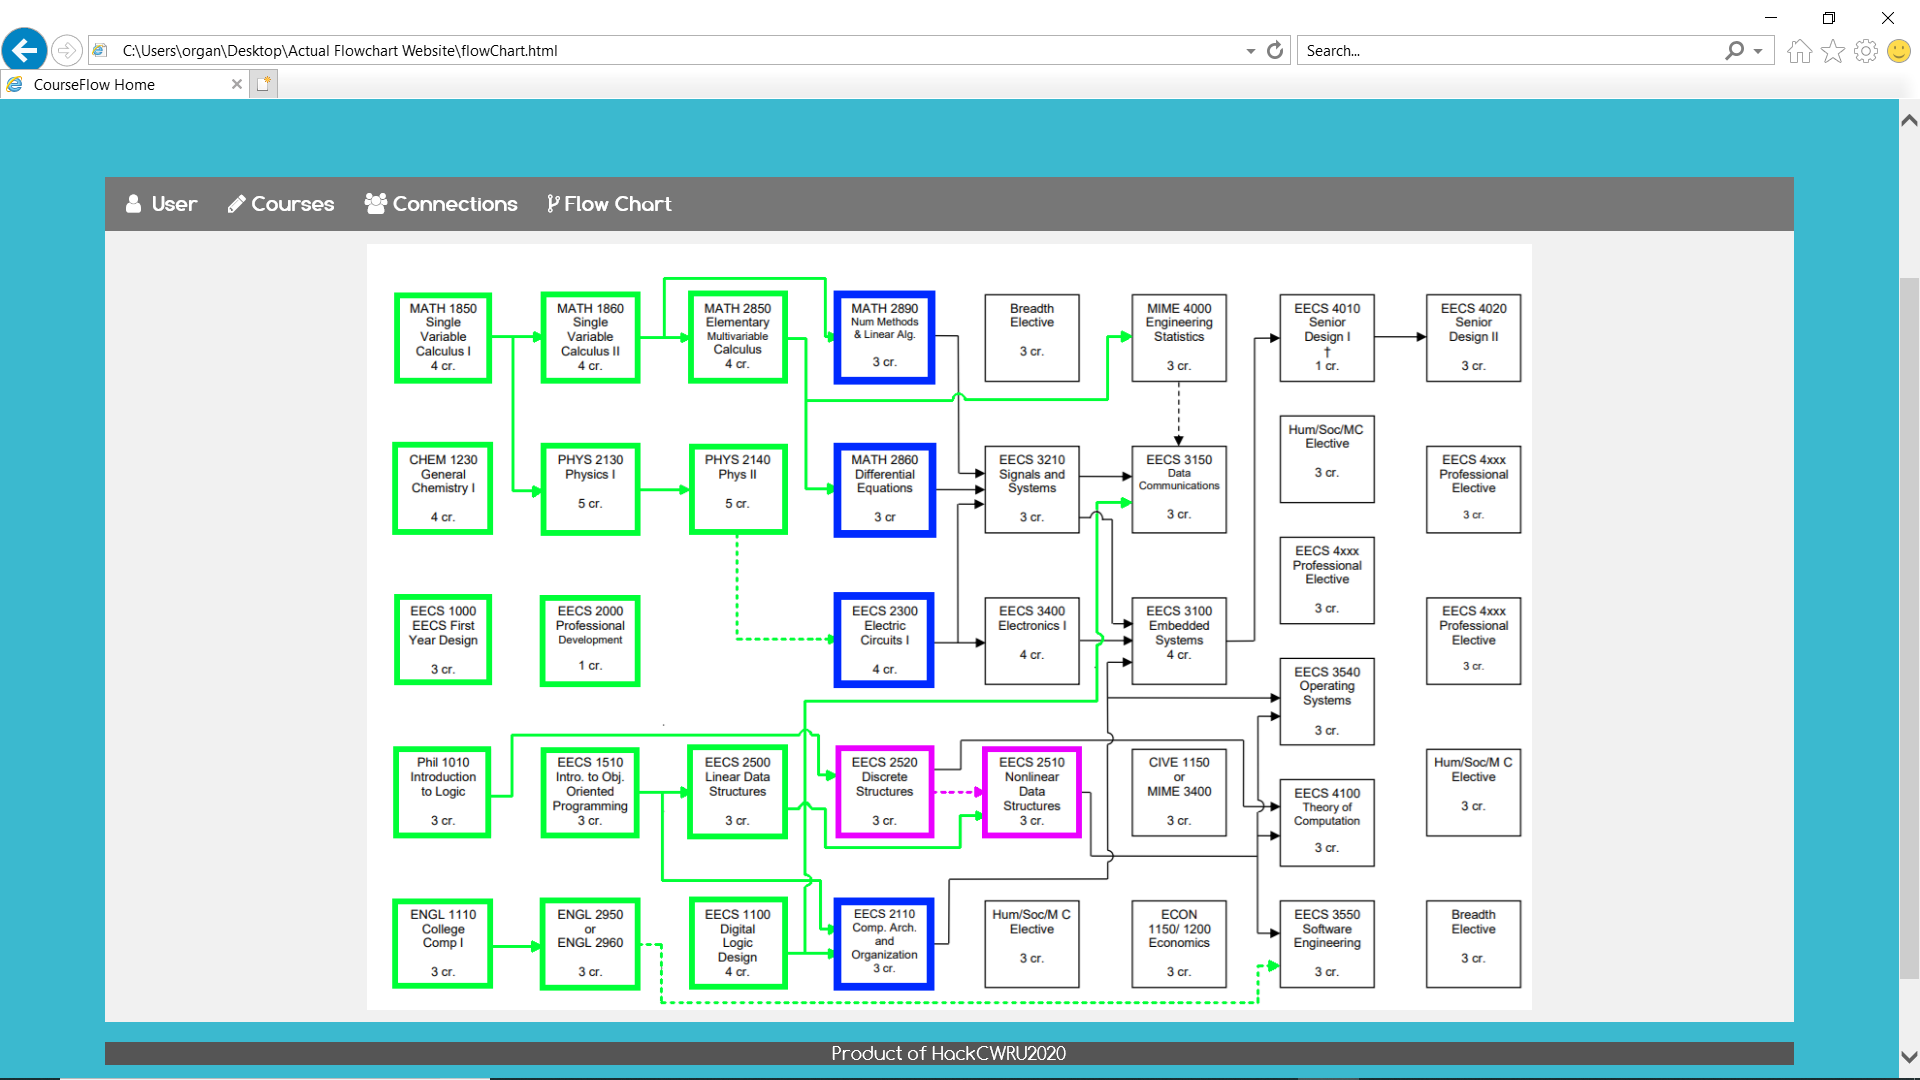 C:\Users\organ\Desktop\Actual Flowchart Website\flowChart.html
Search...
CourseFlow Home
User
Courses
Connections
Flow Chart
MATH 1850
Single
Variable
Calculus I
4 cr.
MATH 1860
Single
Variable
Calculus II
4 cr.
MATH 2850
Elementary
Multivariable
Calculus
4 cr.
MATH 2890
Num Methods
& Linear Alg.
3 cr.
Breadth
Elective
3 cr.
MIME 4000
Engineering
Statistics
3 cr.
EECS 4010
Senior
Design I
†
1 cr.
EECS 4020
Senior
Design II
3 cr.
Hum/Soc/MC
Elective
3 cr.
CHEM 1230
General
Chemistry I
4 cr.
PHYS 2130
Physics I
5 cr.
PHYS 2140
Phys II
5 cr.
MATH 2860
Differential
Equations
3 cr
EECS 3210
Signals and
Systems
3 cr.
EECS 3150
Data
Communications
3 cr.
EECS 4xxx
Professional
Elective
3 cr.
EECS 4xxx
Professional
Elective
3 cr.
EECS 1000
EECS First
Year Design
3 cr.
EECS 2000
Professional
Development
1 cr.
EECS 2300
Electric
Circuits I
4 cr.
EECS 3400
Electronics I
4 cr.
EECS 3100
Embedded
Systems
4 cr.
EECS 4xxx
Professional
Elective
3 cr.
EECS 3540
Operating
Systems
3 cr.
Phil 1010
Introduction
to Logic
3 cr.
EECS 1510
Intro. to Obj.
Oriented
Programming
3 cr.
EECS 2500
Linear Data
Structures
3 cr.
EECS 2520
Discrete
Structures
3 cr.
EECS 2510
Nonlinear
Data
Structures
3 cr.
CIVE 1150
or
MIME 3400
3 cr.
EECS 4100
Theory of
Computation
3 cr.
Hum/Soc/M C
Elective
3 cr.
ENGL 1110
College
Comp I
3 cr.
ENGL 2950
or
ENGL 2960
3 cr.
EECS 1100
Digital
Logic
Design
4 cr.
EECS 2110
Comp. Arch.
and
Organization
3 cr.
Hum/Soc/M C
Elective
3 cr.
ECON
1150/ 1200
Economics
3 cr.
EECS 3550
Software
Engineering
3 cr.
Breadth
Elective
3 cr.
Product of HackCWRU2020